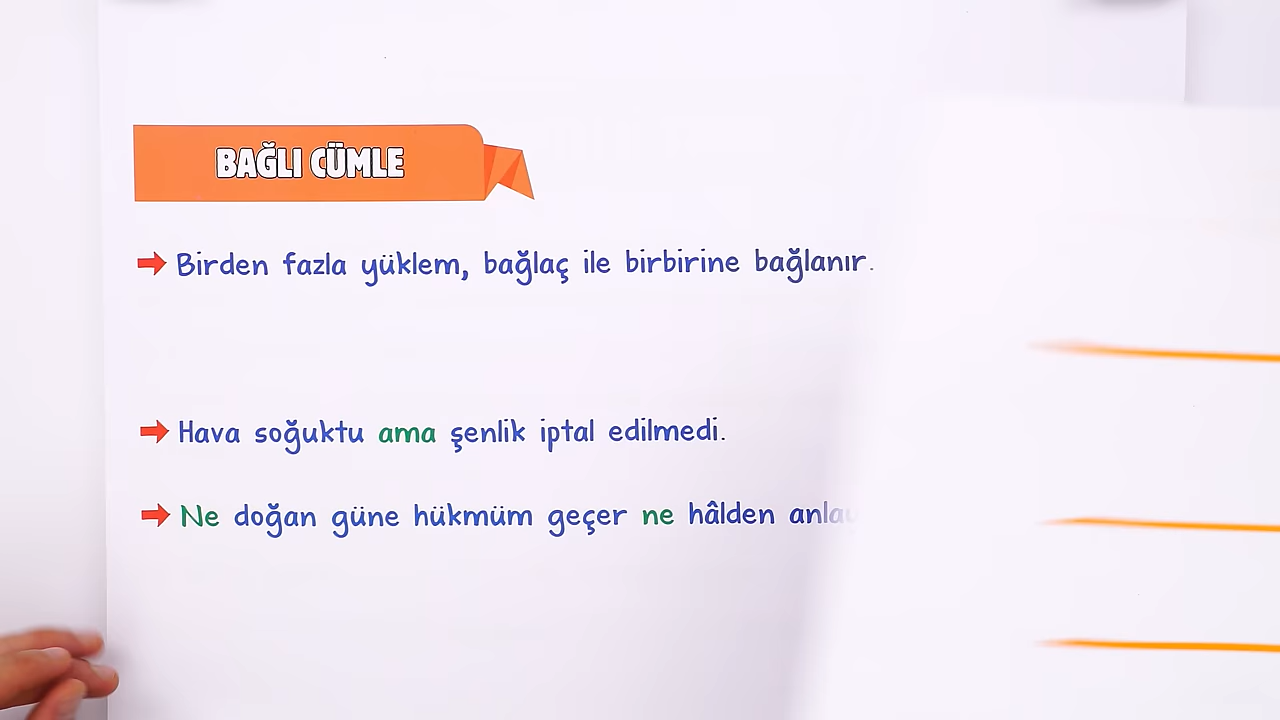 BAĞLI CÜMLE
Birden fazla yüklem, bağlaç ile birbirine bağlanır.
Hava soğuktu ama şenlik iptal edilmedi.
Ne doğan güne hükmüm geçer ne hâlden